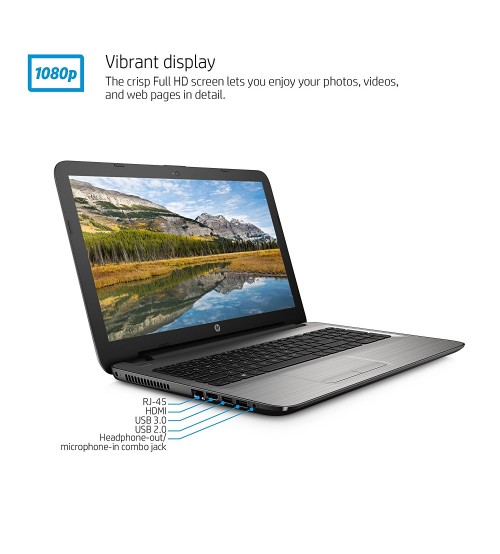 1080p
Vibrant display
The crisp Full HD screen lets you enjoy your photos, videos,
and web pages in detail.
hp
RJ-45
HDMI
USB 3.0
USB 2.0
Headphone-out/
microphone-in combo jack